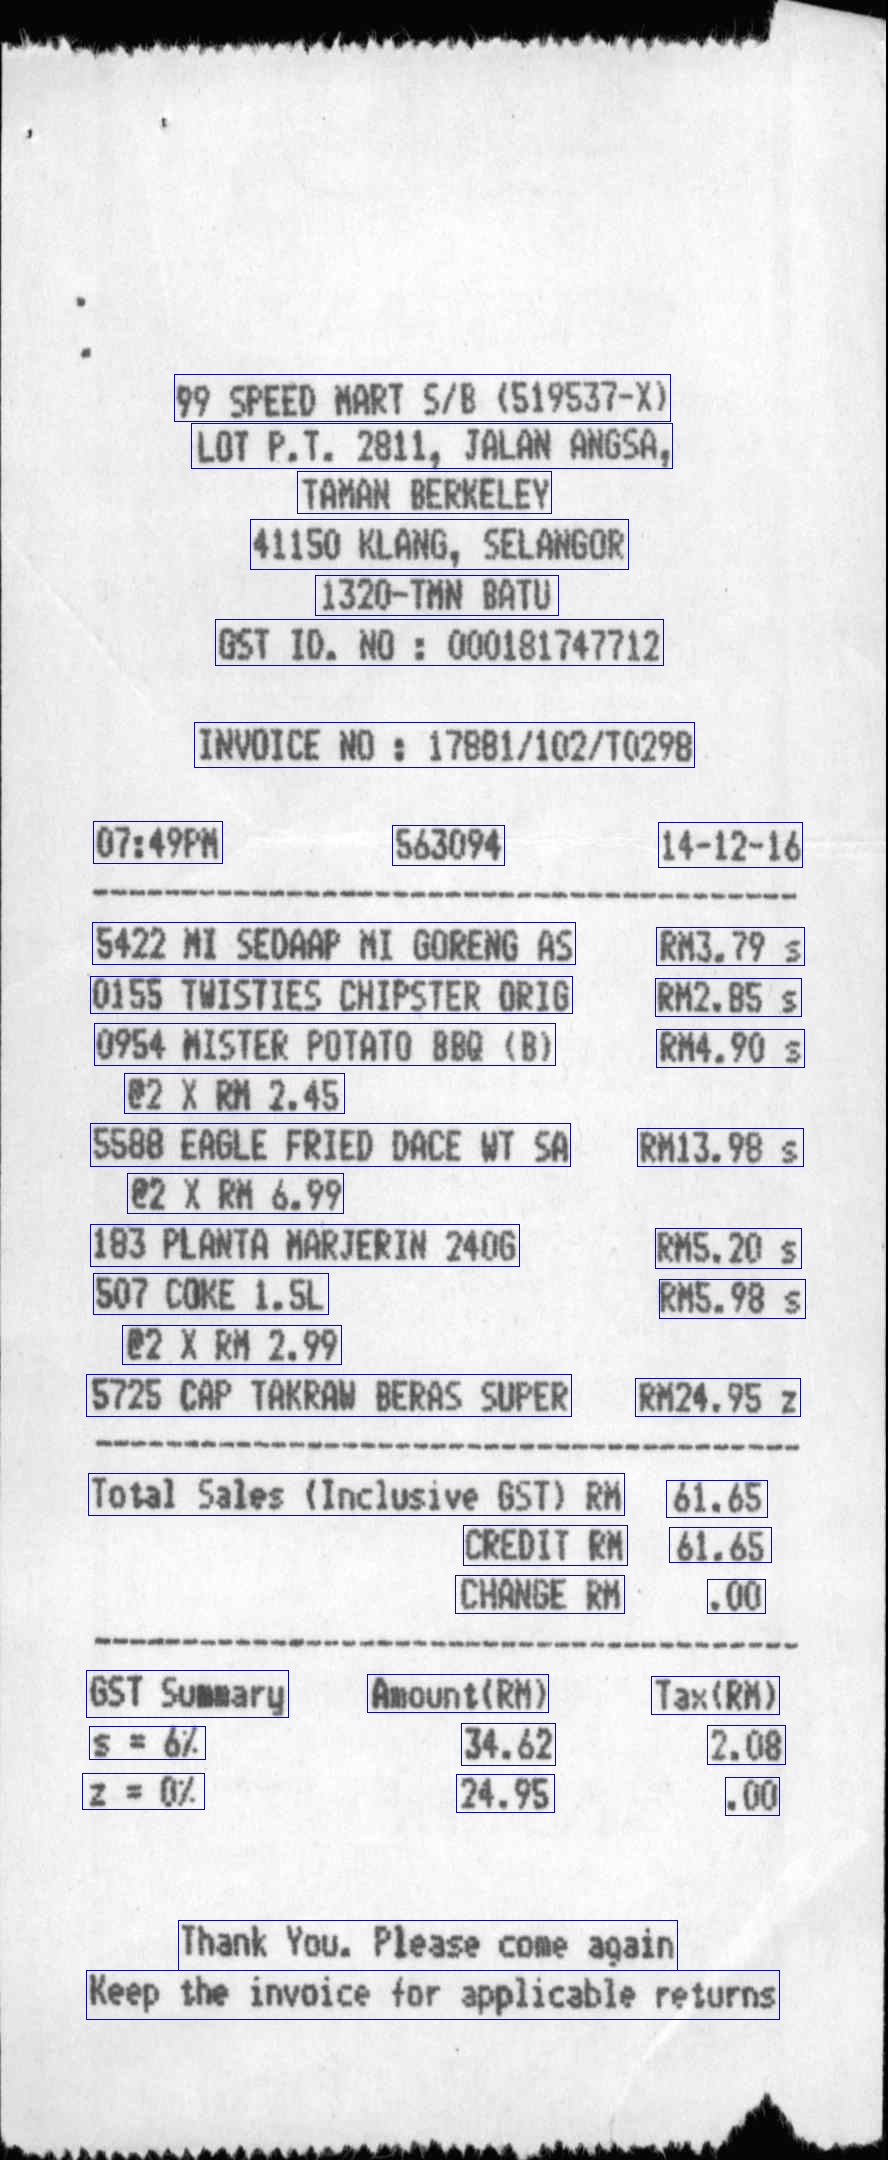 99 SPEED MART S/B (519537-X)
LOT P.T. 2811, JALAN ANGSA,
TAMAN BERKELEY
41150 KLANG, SELANGOR
1320-TMN BATU
GST ID. NO : 000181747712
INVOICE NO : 17881/102/T0298
07:49PM 563094 14-12-16
5422 MI SEDAAP MI GORENG AS RM3.79 s
0155 TWISTIES CHIPSTER ORIG RM2.85 s
0954 MISTER POTATO BBQ (B) RM4.90 s
@2 X RM 2.45
5588 EAGLE FRIED DACE WT SA RM13.98 s
@2 X RM 6.99
183 PLANTA MARJERIN 240G RM5.20 s
507 COKE 1.5L RM5.98 s
@2 X RM 2.99
5725 CAP TAKRAW BERAS SUPER RM24.95 z
Total Sales (Inclusive GST) RM 61.65
CREDIT RM 61.65
CHANGE RM .00
GST Summary Amount(RM) Tax(RM)
s = 6% 34.62 2.08
z = 0% 24.95 .00
Thank You. Please come again
Keep the invoice for applicable returns